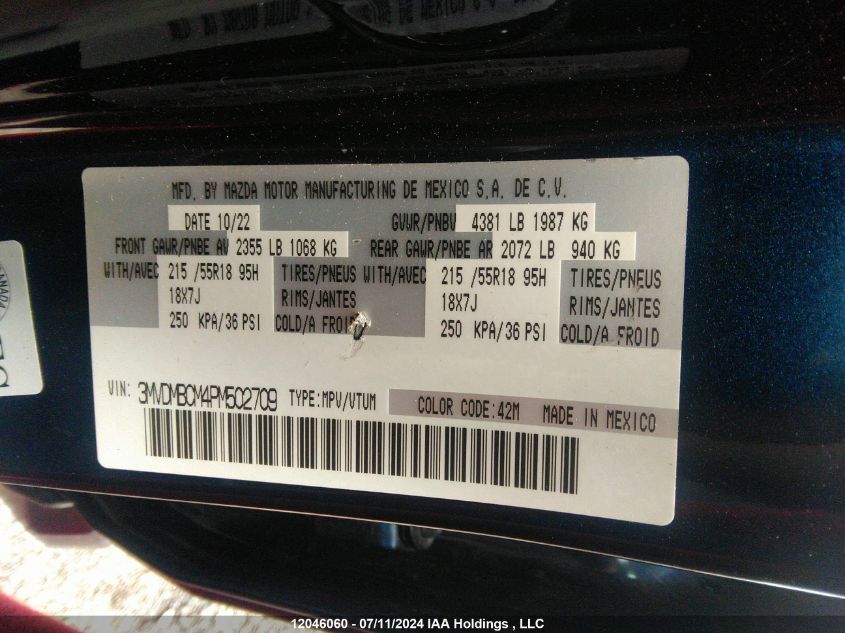 MFD. BY MAZDA MOTOR MANUFACTURING DE MEXICO S.A. DE C.V.
DATE 10/22 GVWR/PNBV 4381 LB 1987 KG
FRONT GAWR/PNBE AV 2355 LB 1068 KG REAR GAWR/PNBE AR 2072 LB 940 KG
WITH/AVEC 215 /55R18 95H TIRES/PNEUS WITH/AVEC 215 /55R18 95H TIRES/PNEUS
18X7J RIMS/JANTES 18X7J RIMS/JANTES
250 KPA/36 PSI COLD/A FROID 250 KPA/36 PSI COLD/A FROID
VIN: 3MVDMBCM4PM502709 TYPE:MPV/VTUM COLOR CODE:42M MADE IN MEXICO
12046060 - 07/11/2024 IAA Holdings , LLC